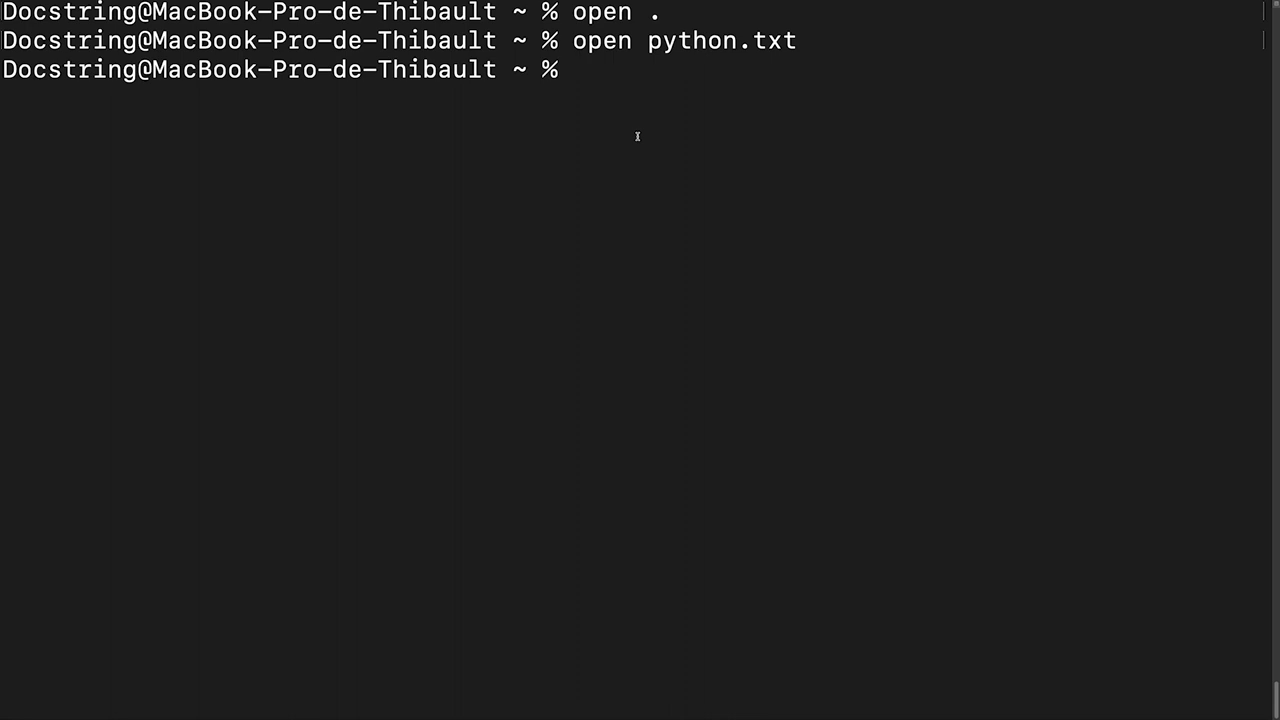 Docstring@MacBook-Pro-de-Thibault ~ % open .
Docstring@MacBook-Pro-de-Thibault ~ % open python.txt
Docstring@MacBook-Pro-de-Thibault ~ %